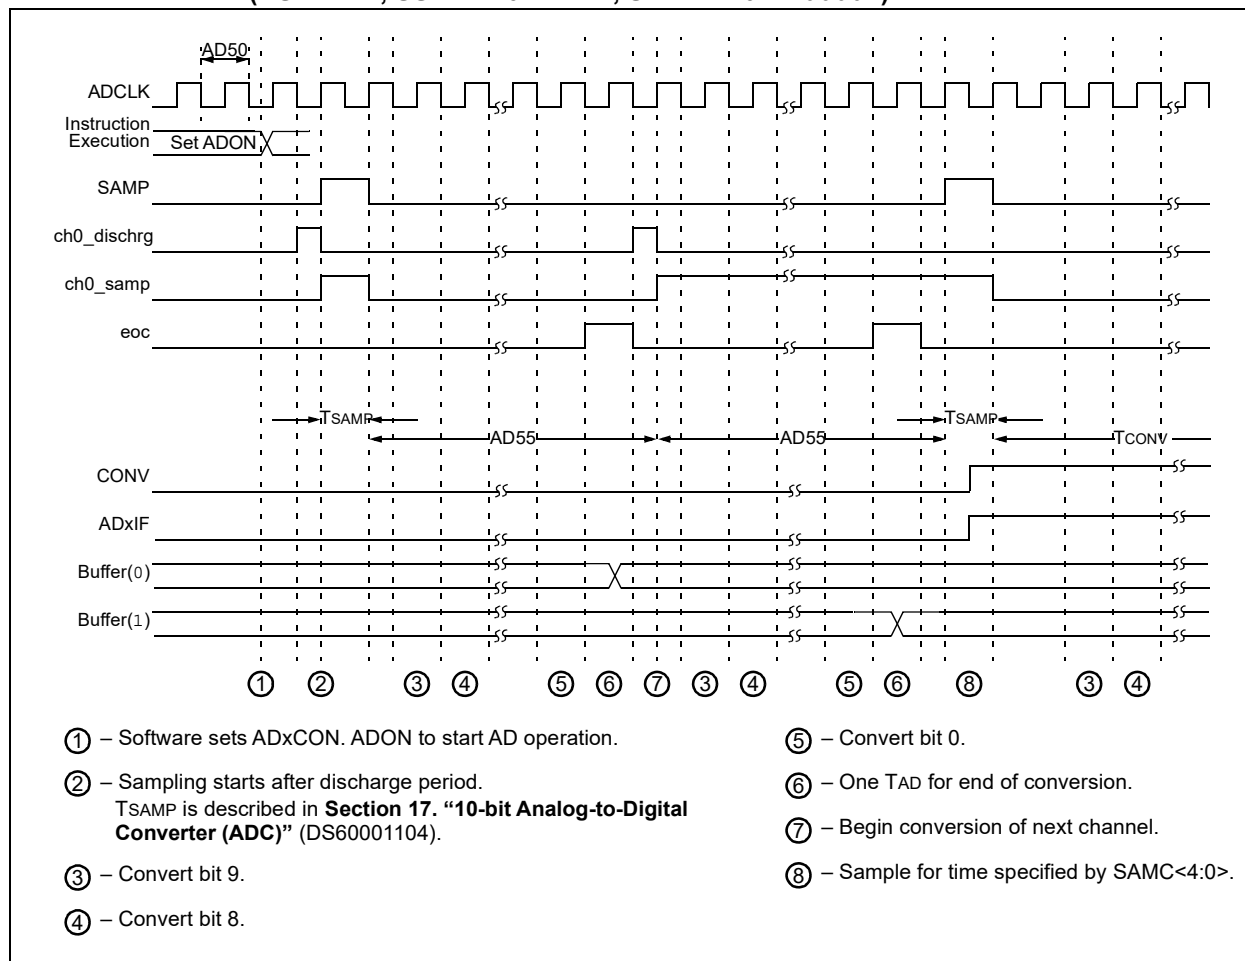 AD50
ADCLK
Instruction
Execution
Set ADON
SAMP
ch0_dischrg
ch0_samp
eoc
TSAMP
TSAMP
AD55
AD55
TCONV
CONV
ADxIF
Buffer(0)
Buffer(1)
1 2 3 4 5 6 7 3 4 5 6 8 3 4
1 – Software sets ADxCON. ADON to start AD operation.
2 – Sampling starts after discharge period.
TSAMP is described in Section 17. “10-bit Analog-to-Digital
Converter (ADC)” (DS60001104).
3 – Convert bit 9.
4 – Convert bit 8.
5 – Convert bit 0.
6 – One TAD for end of conversion.
7 – Begin conversion of next channel.
8 – Sample for time specified by SAMC<4:0>.